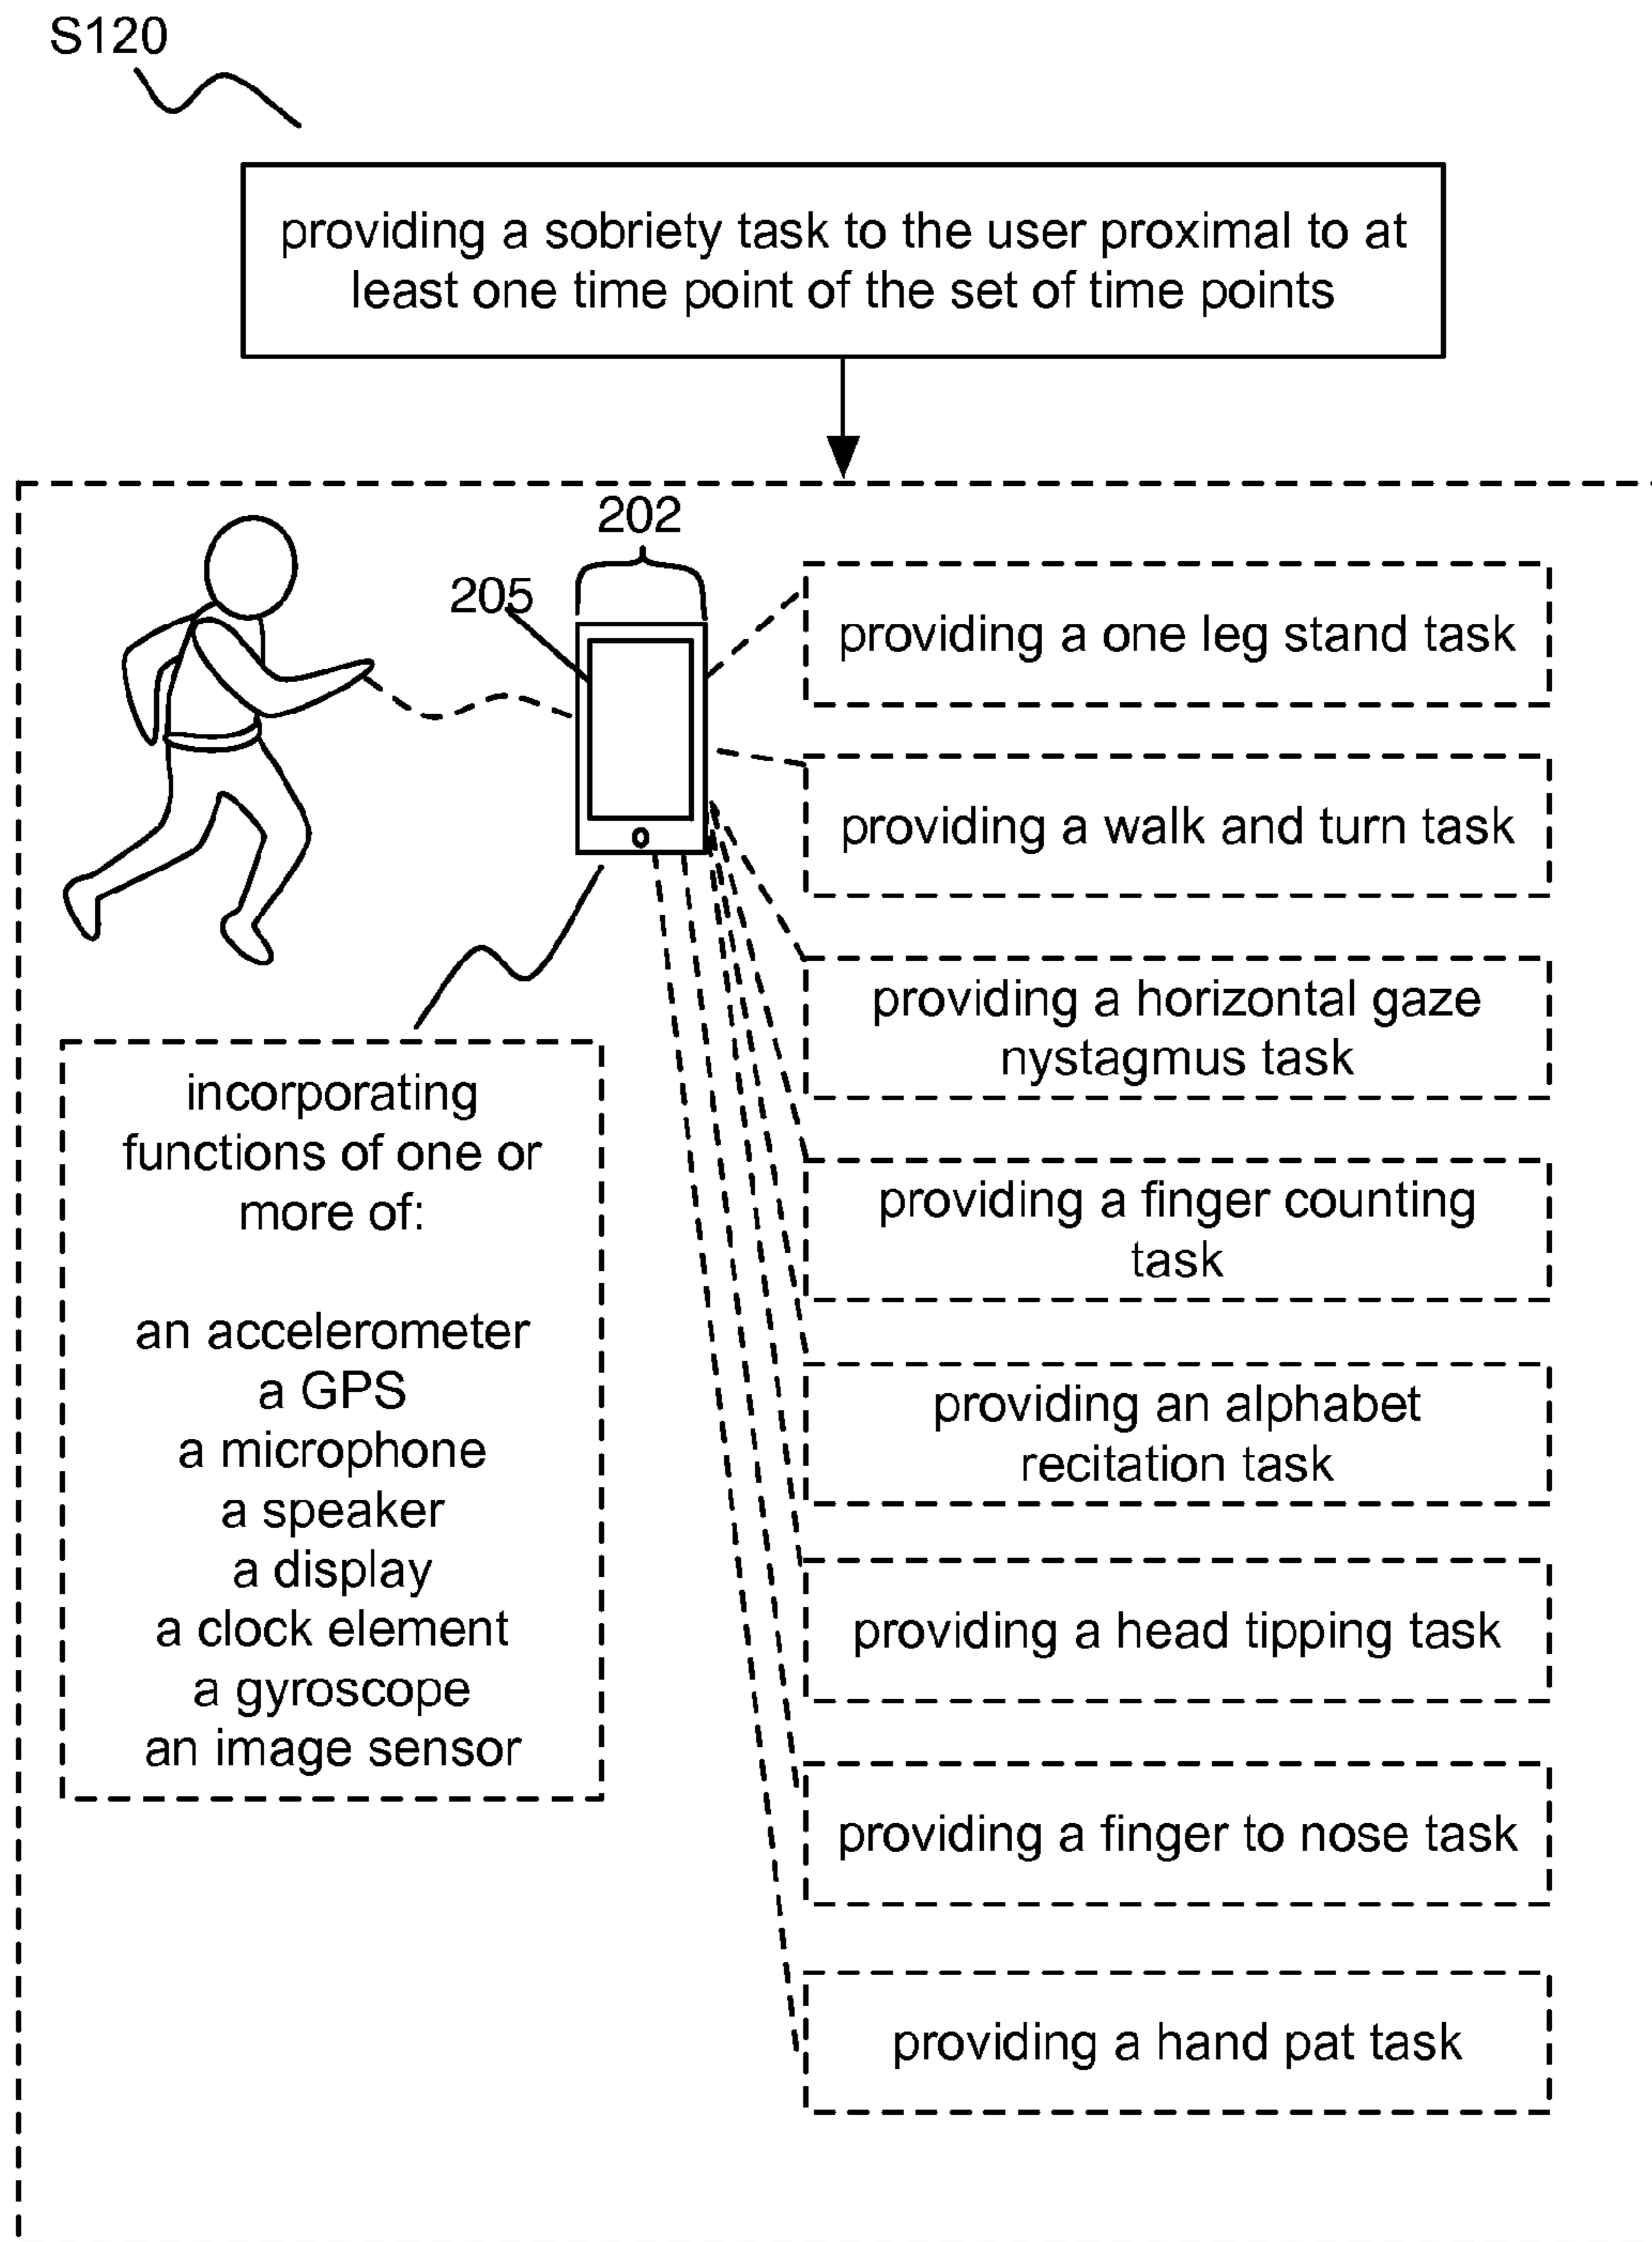 S120
providing a sobriety task to the user proximal to at
least one time point of the set of time points
202
205
providing a one leg stand task
providing a walk and turn task
providing a horizontal gaze
nystagmus task
providing a finger counting
task
providing an alphabet
recitation task
providing a head tipping task
providing a finger to nose task
providing a hand pat task
incorporating
functions of one or
more of:
an accelerometer
a GPS
a microphone
a speaker
a display
a clock element
a gyroscope
an image sensor